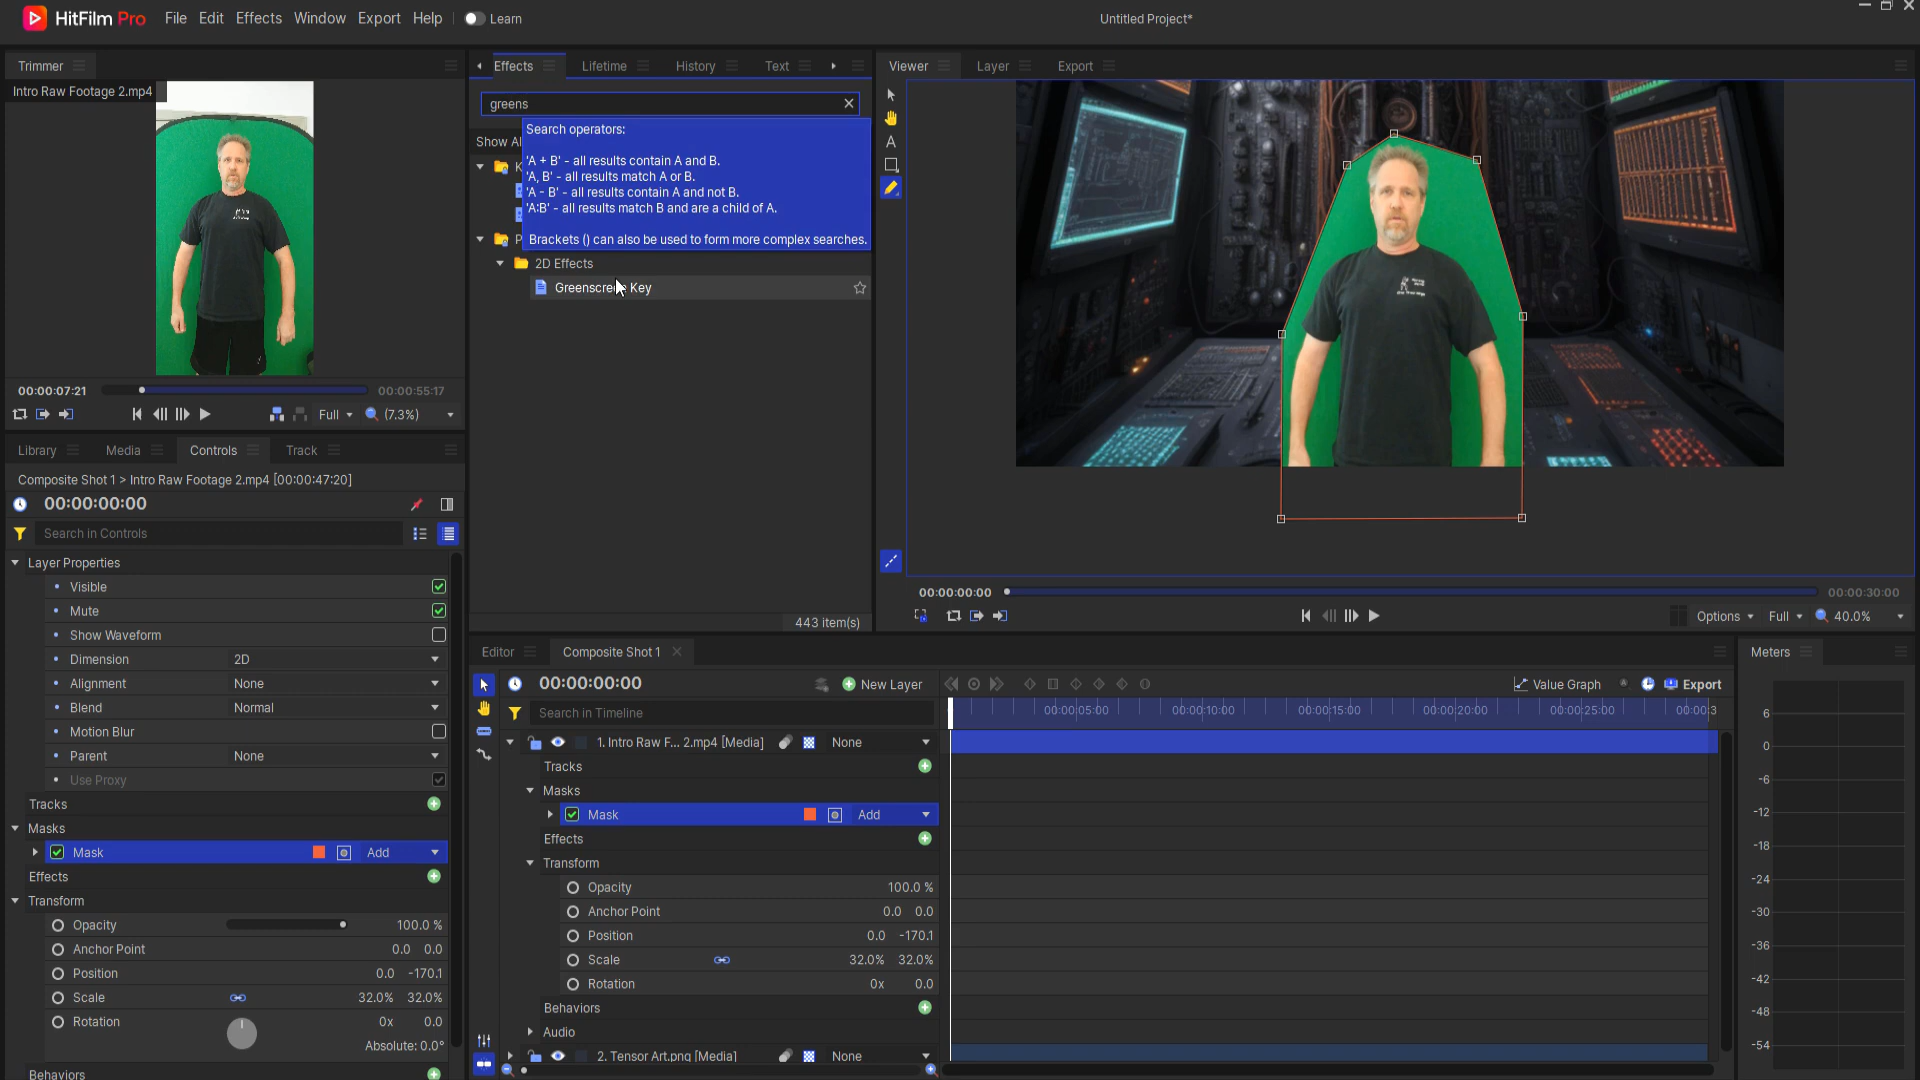 HitFilm Pro
File Edit Effects Window Export Help Learn
Untitled Project*
Trimmer
Intro Raw Footage 2.mp4
00:00:07:21
00:00:55:17
Full (7.3%)
Effects Lifetime History Text
greens
Show Al
Search operators:
'A + B' - all results contain A and B.
'A, B' - all results match A or B.
'A - B' - all results contain A and not B.
'A:B' - all results match B and are a child of A.
Brackets () can also be used to form more complex searches.
K
P
2D Effects
Greenscreen Key
443 item(s)
Viewer Layer Export
00:00:00:00
00:00:30:00
Options Full 40.0%
Library Media Controls Track
Composite Shot 1 > Intro Raw Footage 2.mp4 [00:00:47:20]
00:00:00:00
Search in Controls
Layer Properties
Visible
Mute
Show Waveform
Dimension 2D
Alignment None
Blend Normal
Motion Blur
Parent None
Use Proxy
Tracks
Masks
Mask Add
Effects
Transform
Opacity 100.0 %
Anchor Point 0.0 0.0
Position 0.0 -170.1
Scale 32.0% 32.0%
Rotation 0x 0.0
Absolute: 0.0°
Behaviors
Editor Composite Shot 1
00:00:00:00 New Layer
Value Graph Export
Search in Timeline
00:00:05:00 00:00:10:00 00:00:15:00 00:00:20:00 00:00:25:00 00:00:3
1. Intro Raw F... 2.mp4 [Media] None
Tracks
Masks
Mask Add
Effects
Transform
Opacity 100.0 %
Anchor Point 0.0 0.0
Position 0.0 -170.1
Scale 32.0% 32.0%
Rotation 0x 0.0
Behaviors
Audio
2. Tensor Art.png [Media] None
Meters
6
0
-6
-12
-18
-24
-30
-36
-42
-48
-54